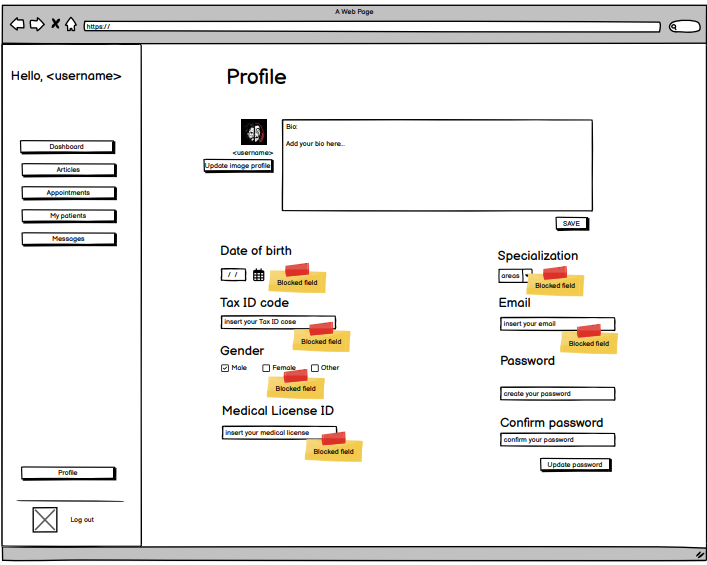 A Web Page
https://
Hello, <username>
Profile
Bio:
Add your bio here...
<username>
Update image profile
SAVE
Dashboard
Articles
Appointments
My patients
Messages
Date of birth
/ /
Blocked field
Specialization
areas
Blocked field
Tax ID code
insert your Tax ID cose
Blocked field
Email
insert your email
Blocked field
Gender
Male
Female
Other
Blocked field
Password
create your password
Medical License ID
insert your medical license
Blocked field
Confirm password
confirm your password
Update password
Profile
Log out